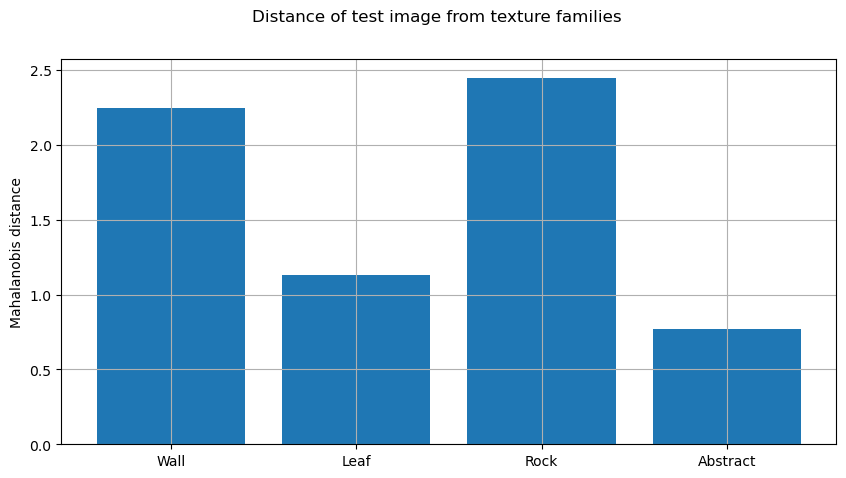 Distance of test image from texture families
Mahalanobis distance
2.5
2.0
1.5
1.0
0.5
0.0
Wall
Leaf
Rock
Abstract